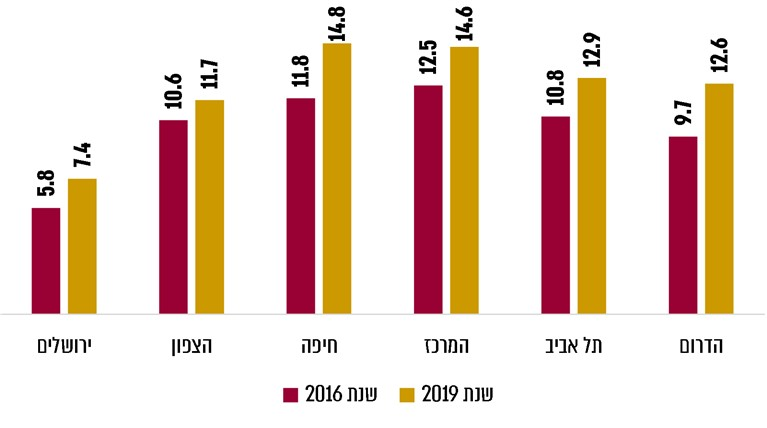 5.8 7.4 10.6 11.7 11.8 14.8 12.5 14.6 10.8 12.9 9.7 12.6
ירושלים הצפון חיפה המרכז תל אביב הדרום
שנת 2016 שנת 2019